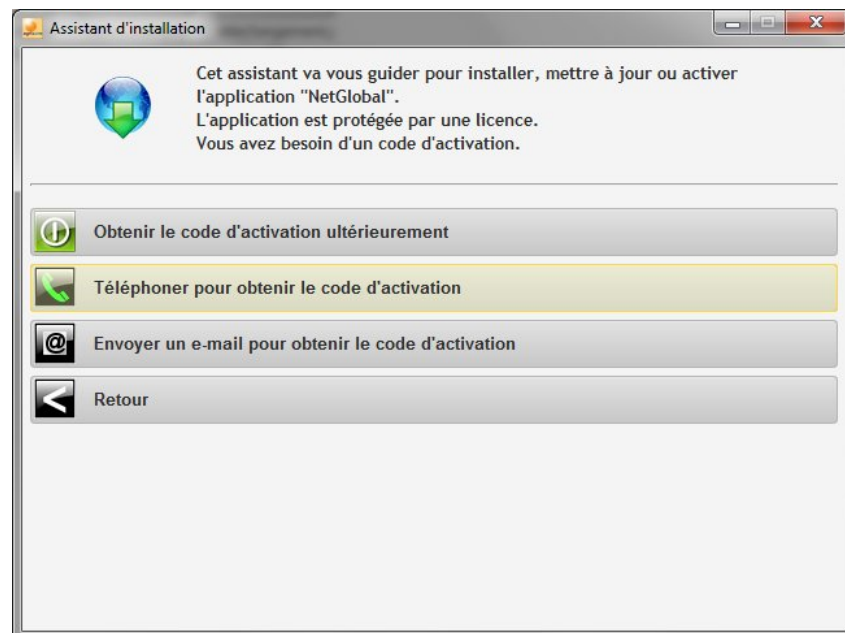 Assistant d'installation
Cet assistant va vous guider pour installer, mettre à jour ou activer
l'application "NetGlobal".
L'application est protégée par une licence.
Vous avez besoin d'un code d'activation.
Obtenir le code d'activation ultérieurement
Téléphoner pour obtenir le code d'activation
Envoyer un e-mail pour obtenir le code d'activation
Retour